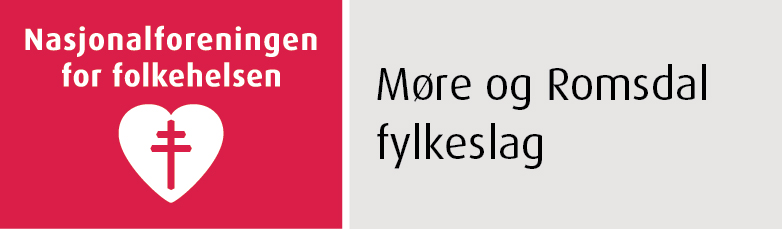 Nasjonalforeningen
for folkehelsen
Møre og Romsdal
fylkeslag